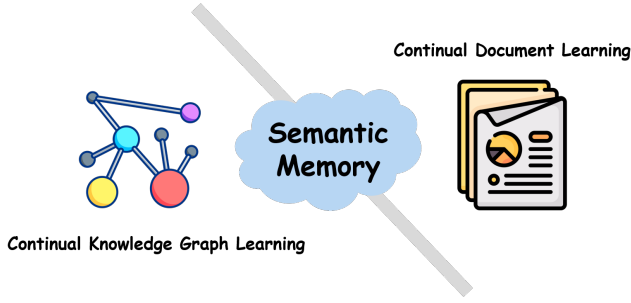 Continual Document Learning
Semantic
Memory
Continual Knowledge Graph Learning